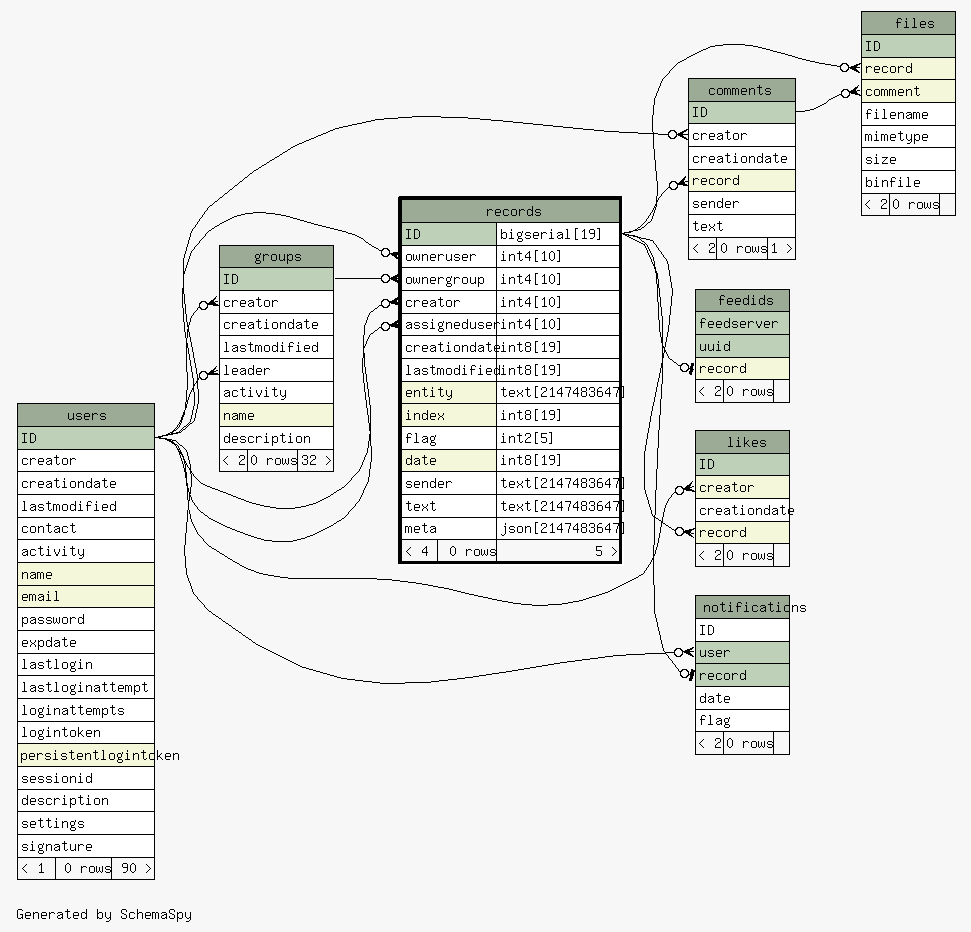 files
ID
record
comment
filename
mimetype
size
binfile
< 2 0 rows
comments
ID
creator
creationdate
record
sender
text
< 2 0 rows 1 >
records
ID bigserial[19]
owneruser int4[10]
ownergroup int4[10]
creator int4[10]
assigneduser int4[10]
creationdate int8[19]
lastmodified int8[19]
entity text[2147483647]
index int8[19]
flag int2[5]
date int8[19]
sender text[2147483647]
text text[2147483647]
meta json[2147483647]
< 4 0 rows 5 >
groups
ID
creator
creationdate
lastmodified
leader
activity
name
description
< 2 0 rows 32 >
feedids
feedserver
uuid
record
< 2 0 rows
users
ID
creator
creationdate
lastmodified
contact
activity
name
email
password
expdate
lastlogin
lastloginattempt
loginattempts
logintoken
persistentlogintoken
sessionid
description
settings
signature
< 1 0 rows 90 >
likes
ID
creator
creationdate
record
< 2 0 rows
notifications
ID
user
record
date
flag
< 2 0 rows
Generated by SchemaSpy